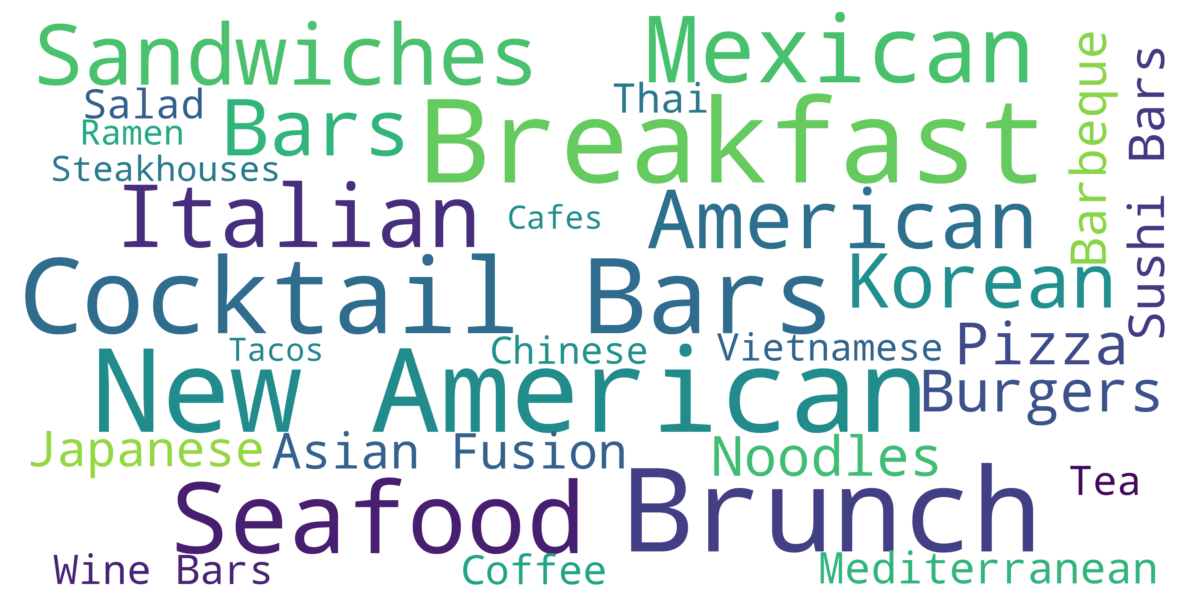 Sandwiches
Mexican
Salad
Ramen
Bars
Breakfast
Thai
Barbeque
Sushi Bars
Steakhouses
Italian
Cafes
American
Cocktail Bars
Korean
Tacos
Chinese
Vietnamese
Pizza
New American
Burgers
Japanese
Asian Fusion
Noodles
Seafood
Brunch
Tea
Wine Bars
Coffee
Mediterranean